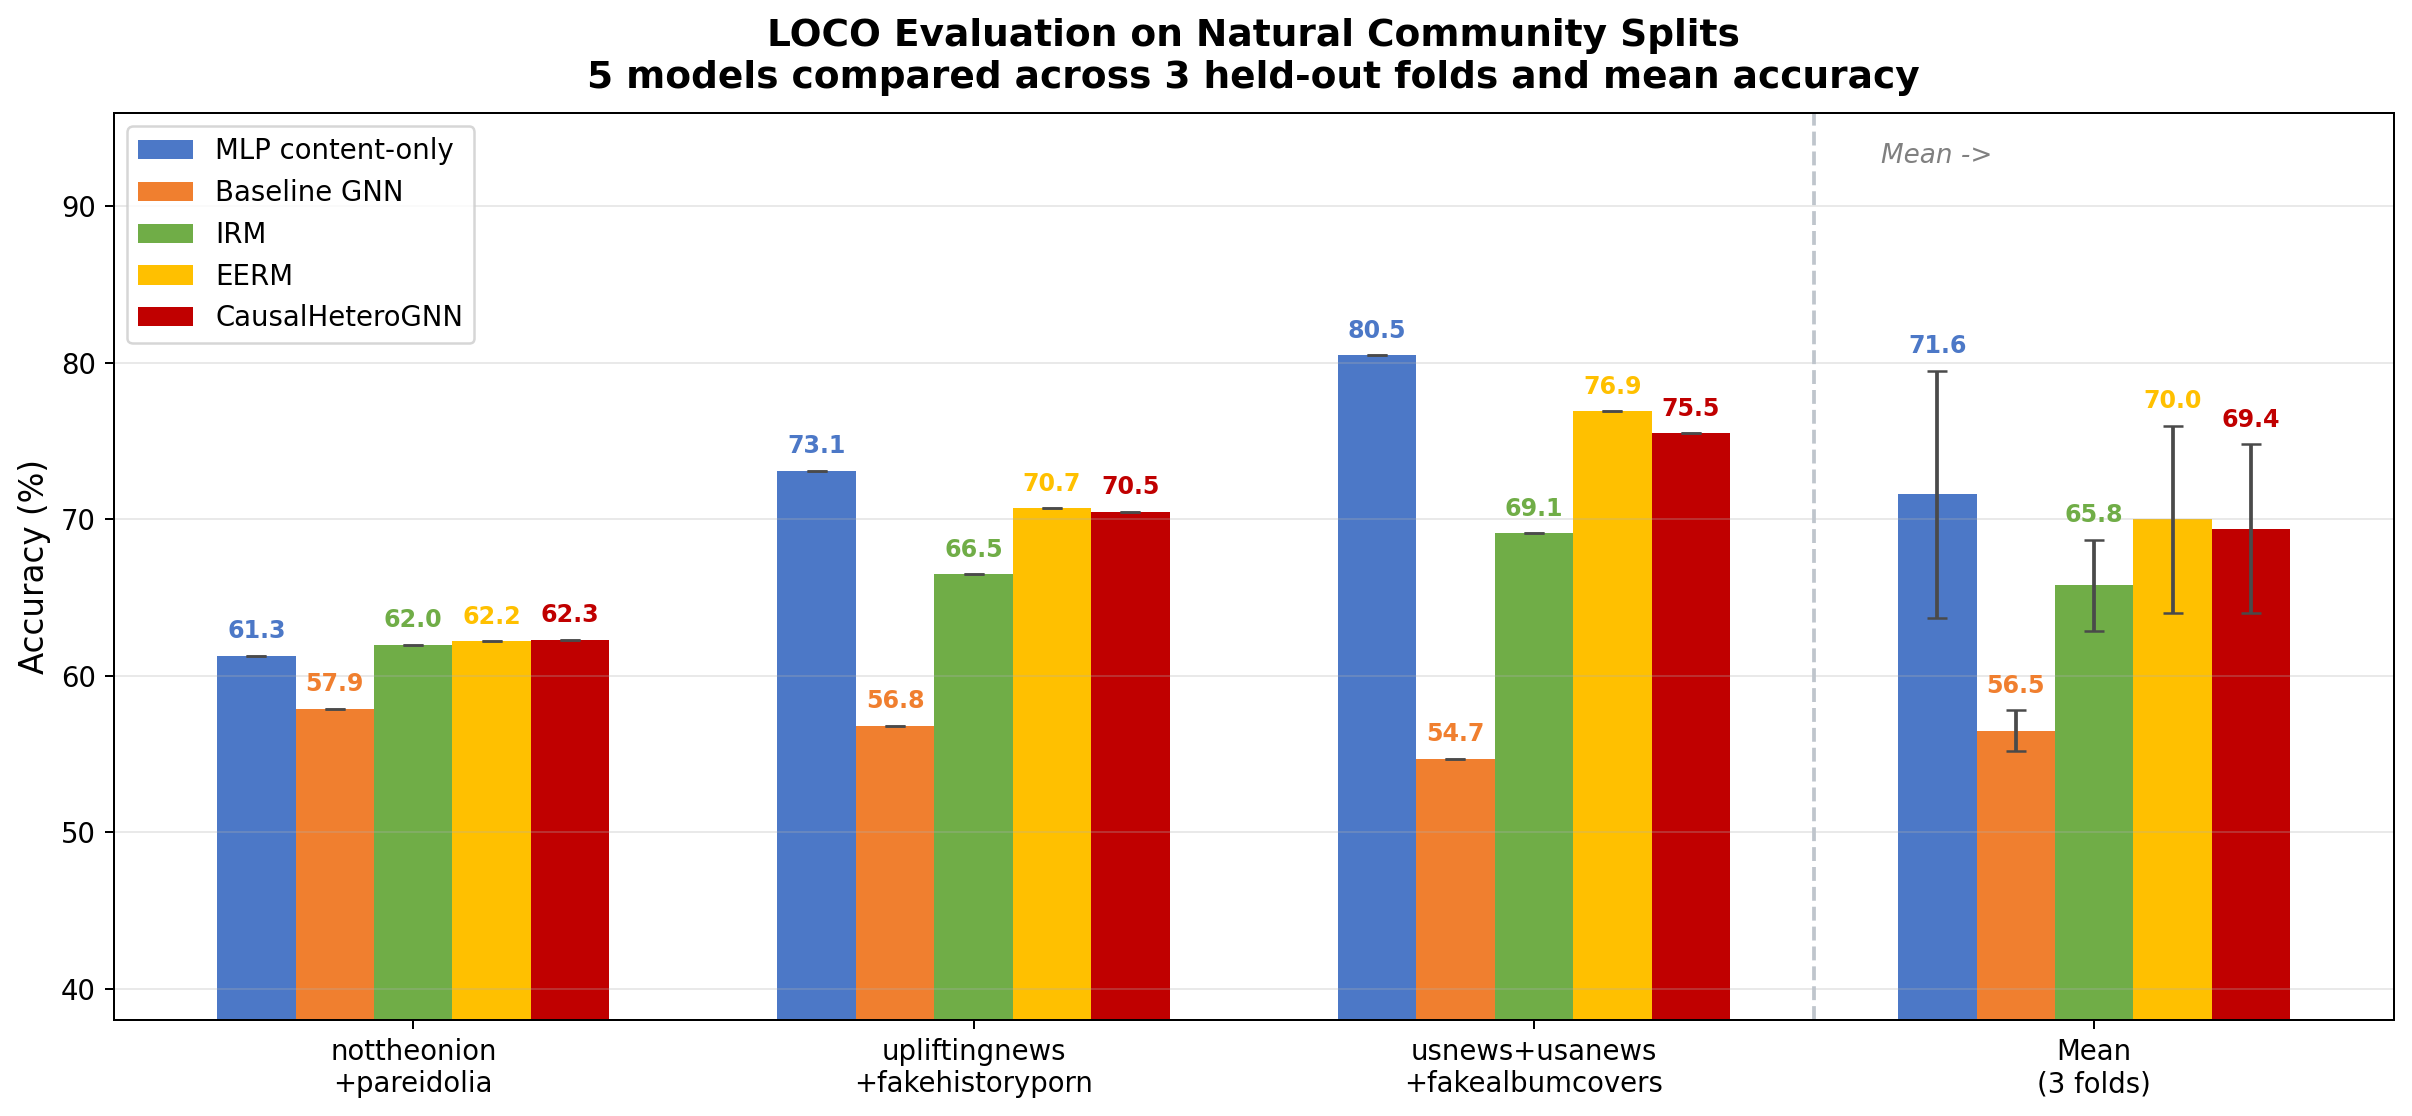 LOCO Evaluation on Natural Community Splits
5 models compared across 3 held-out folds and mean accuracy
MLP content-only
Baseline GNN
IRM
EERM
CausalHeteroGNN
Mean ->
Accuracy (%)
90
80
70
60
50
40
61.3
57.9
62.0
62.2
62.3
73.1
56.8
66.5
70.7
70.5
80.5
54.7
69.1
76.9
75.5
71.6
56.5
65.8
70.0
69.4
nottheonion
+pareidolia
upliftingnews
+fakehistoryporn
usnews+usanews
+fakealbumcovers
Mean
(3 folds)